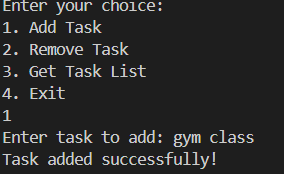 Enter your choice:
1. Add Task
2. Remove Task
3. Get Task List
4. Exit
1
Enter task to add: gym class
Task added successfully!